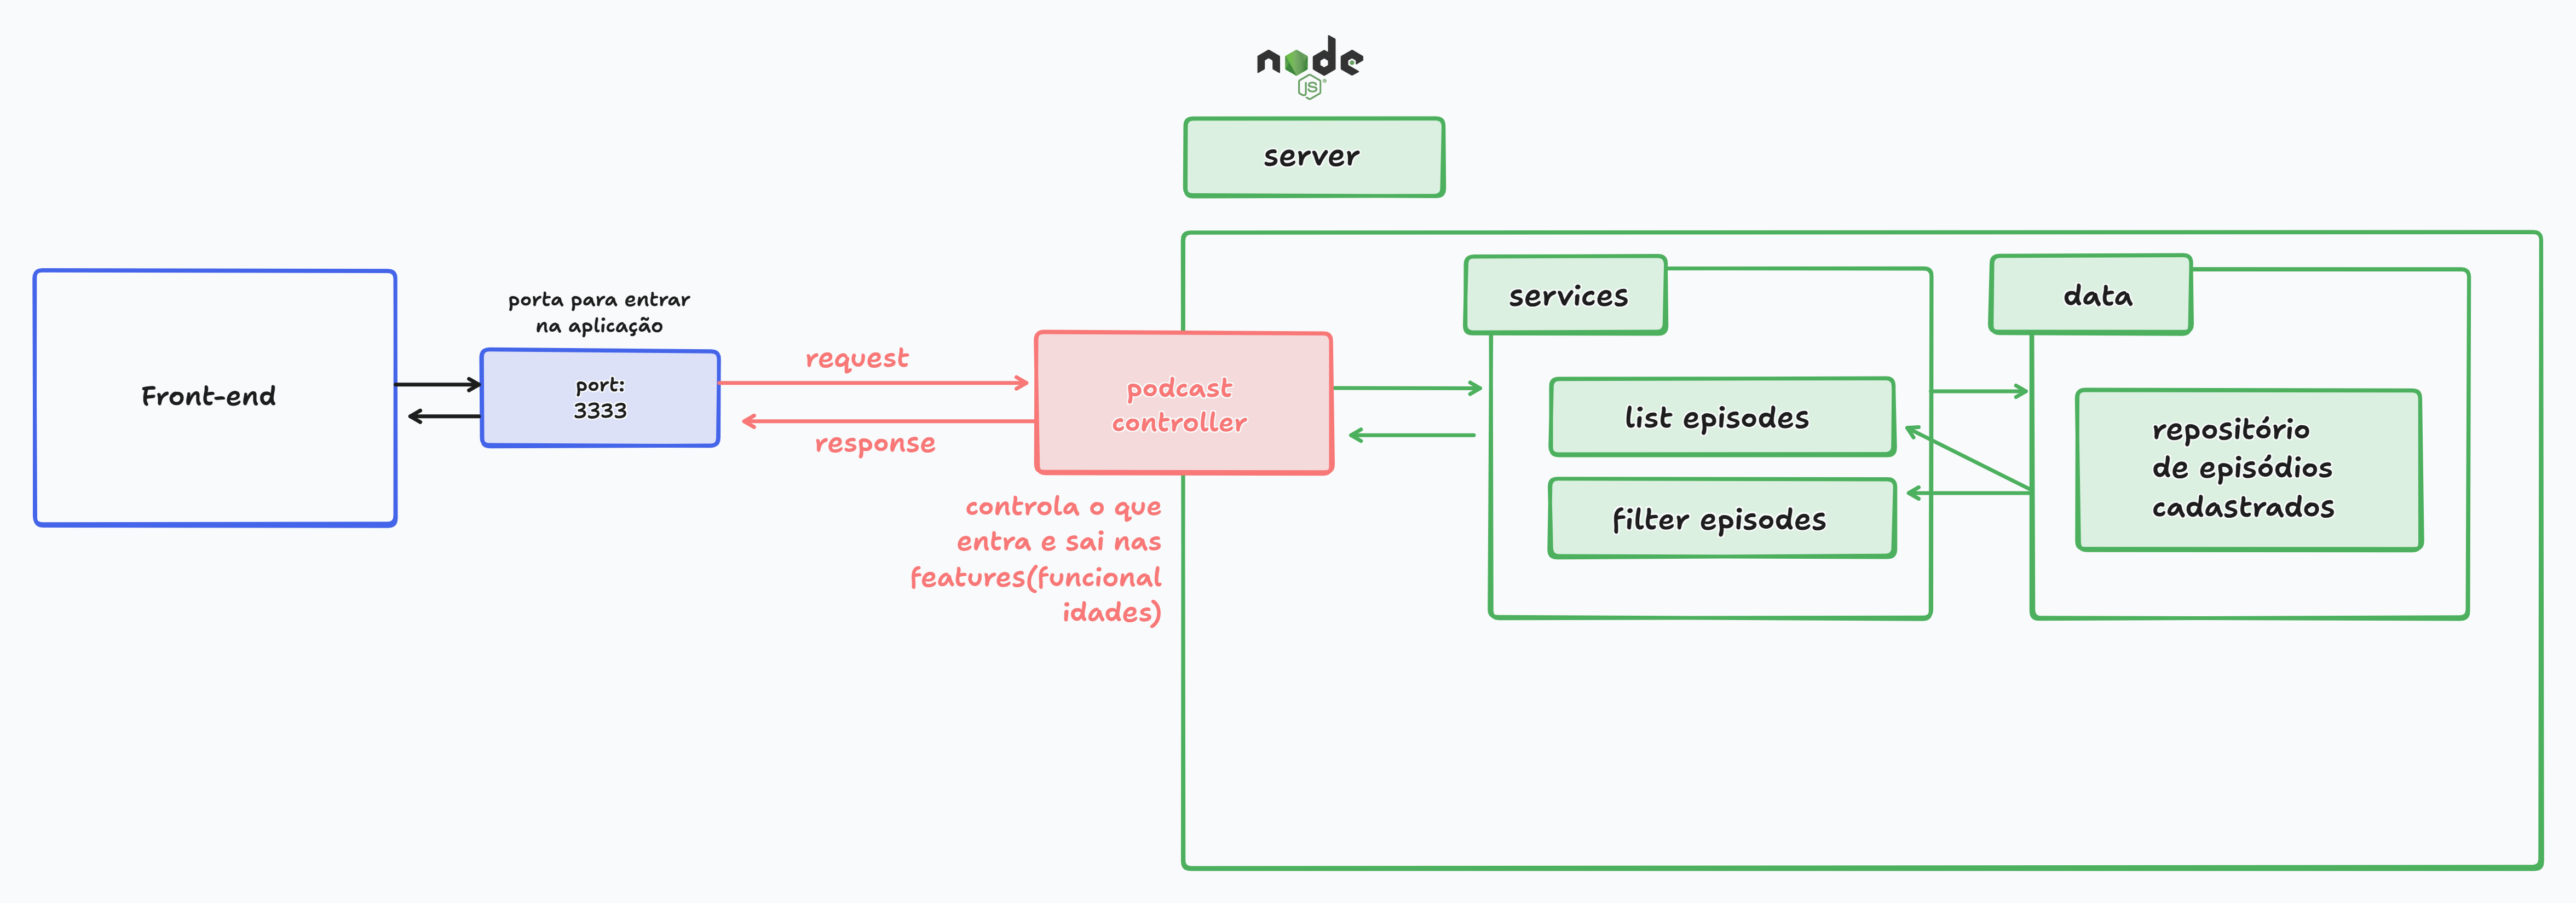 node
JS
server
porta para entrar
na aplicação
Front-end
port:
3333
request
response
podcast
controller
controla o que
entra e sai nas
features(funcional
idades)
services
list episodes
filter episodes
data
repositório
de episódios
cadastrados